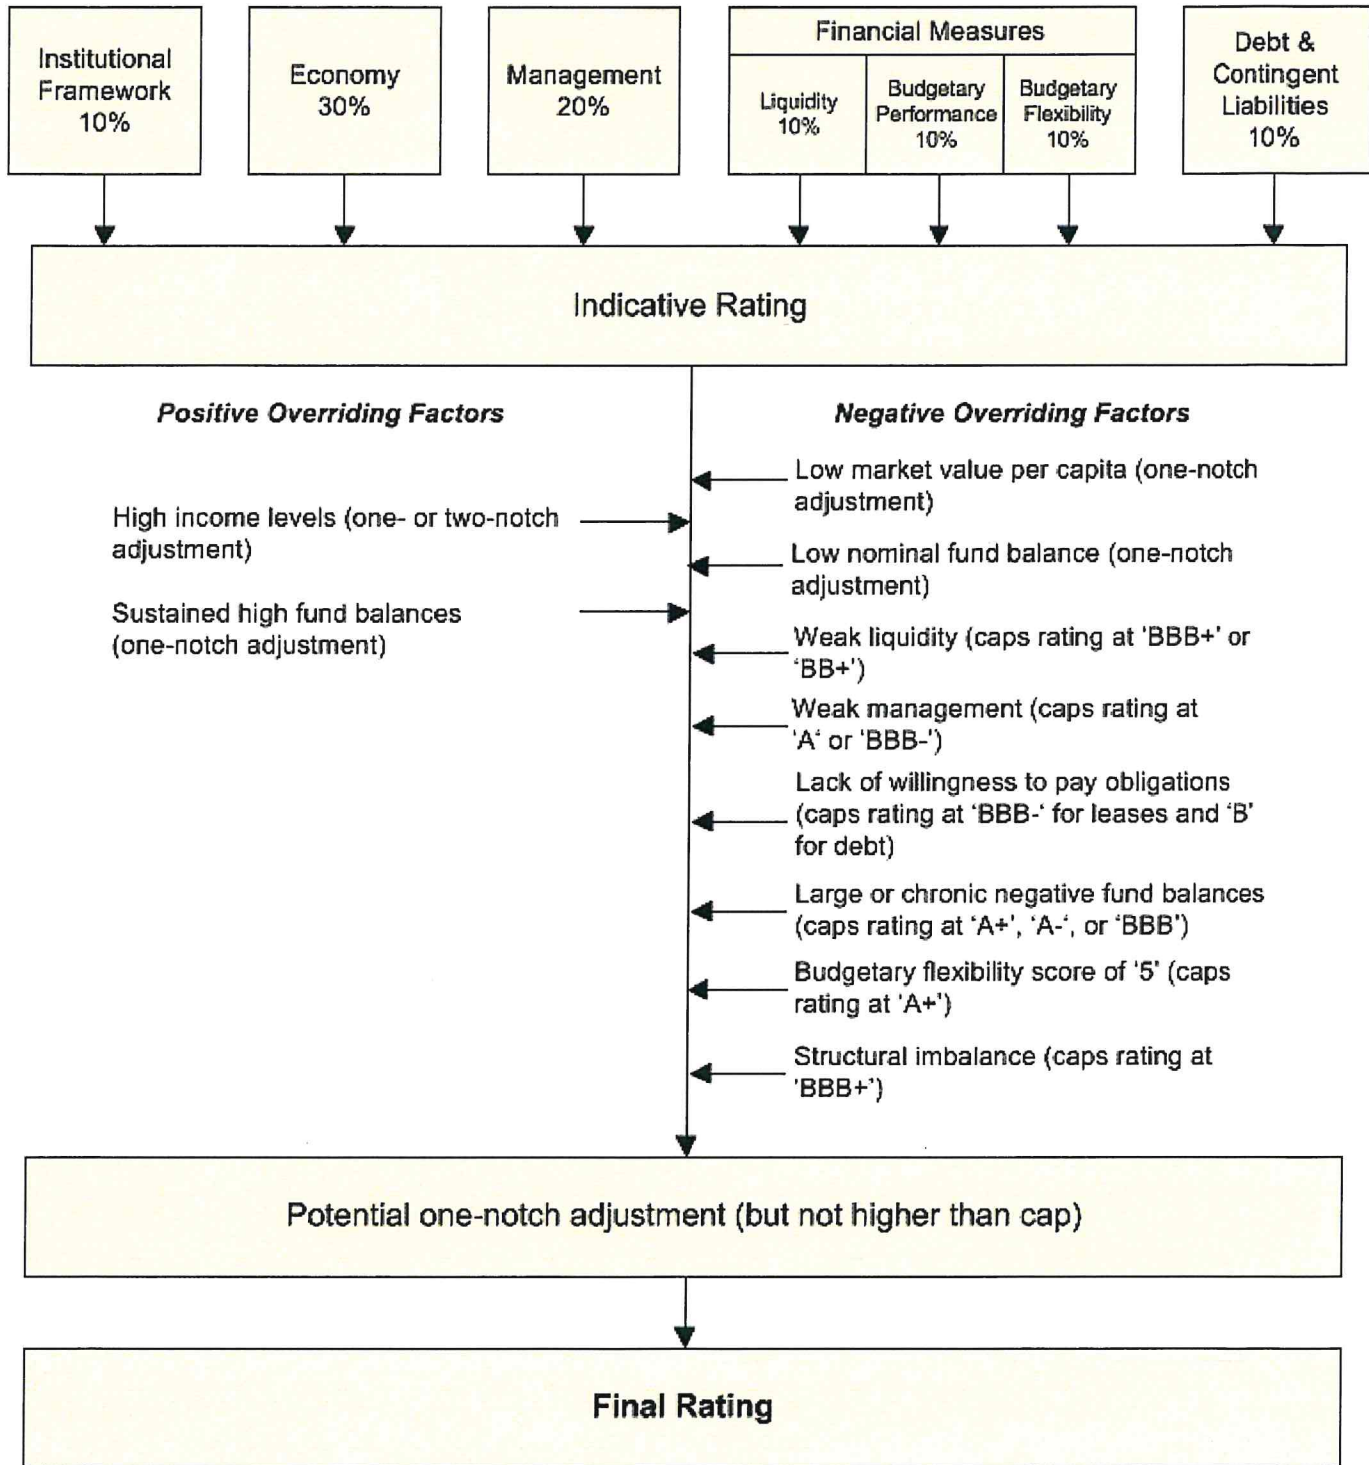 Institutional
Framework
10%
Economy
30%
Management
20%
Financial Measures
Liquidity
10%
Budgetary
Performance
10%
Budgetary
Flexibility
10%
Debt &
Contingent
Liabilities
10%
Indicative Rating
Positive Overriding Factors
High income levels (one- or two-notch
adjustment)
Sustained high fund balances
(one-notch adjustment)
Negative Overriding Factors
Low market value per capita (one-notch
adjustment)
Low nominal fund balance (one-notch
adjustment)
Weak liquidity (caps rating at ‘BBB+’ or
‘BB+’)
Weak management (caps rating at
‘A‘ or ‘BBB-’)
Lack of willingness to pay obligations
(caps rating at ‘BBB-‘ for leases and ‘B’
for debt)
Large or chronic negative fund balances
(caps rating at ‘A+’, ‘A-‘, or ‘BBB’)
Budgetary flexibility score of ‘5’ (caps
rating at ‘A+’)
Structural imbalance (caps rating at
‘BBB+’)
Potential one-notch adjustment (but not higher than cap)
Final Rating